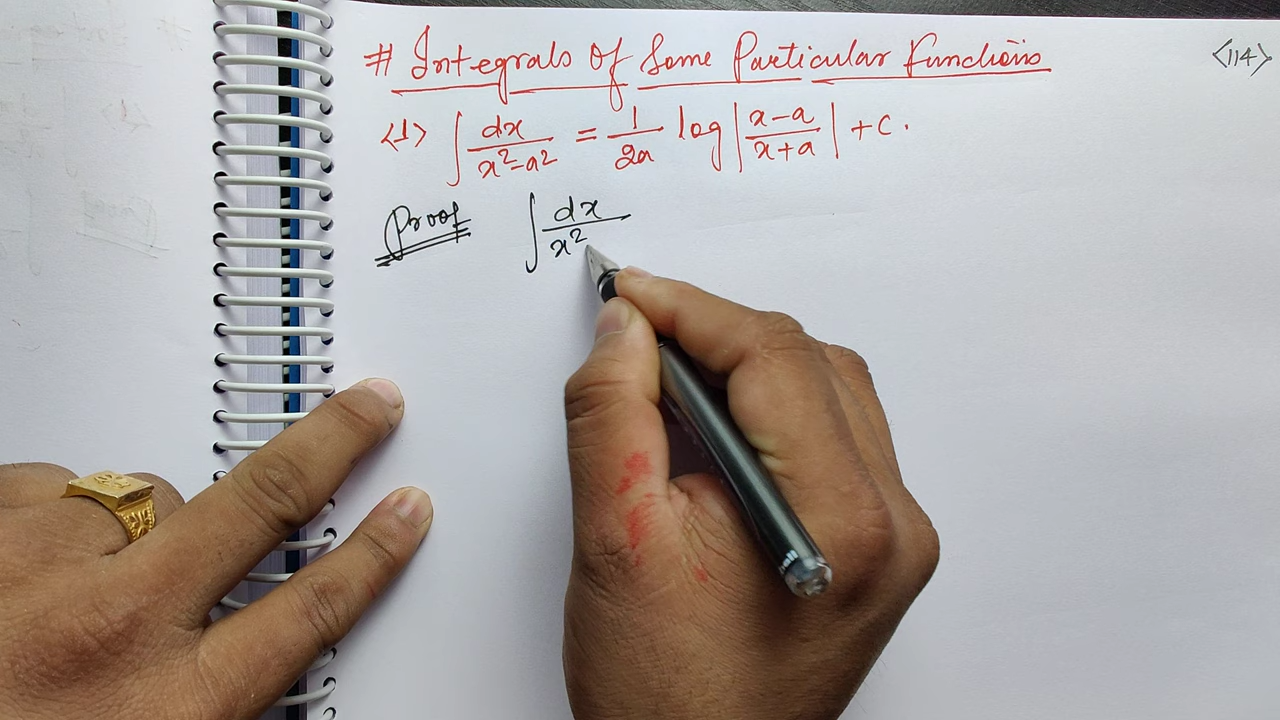 # Integrals Of Some Particular Functions <114>
<1> ∫ dx / x²-a² = 1/2a log |x-a / x+a| + c.
Proof ∫ dx / x²